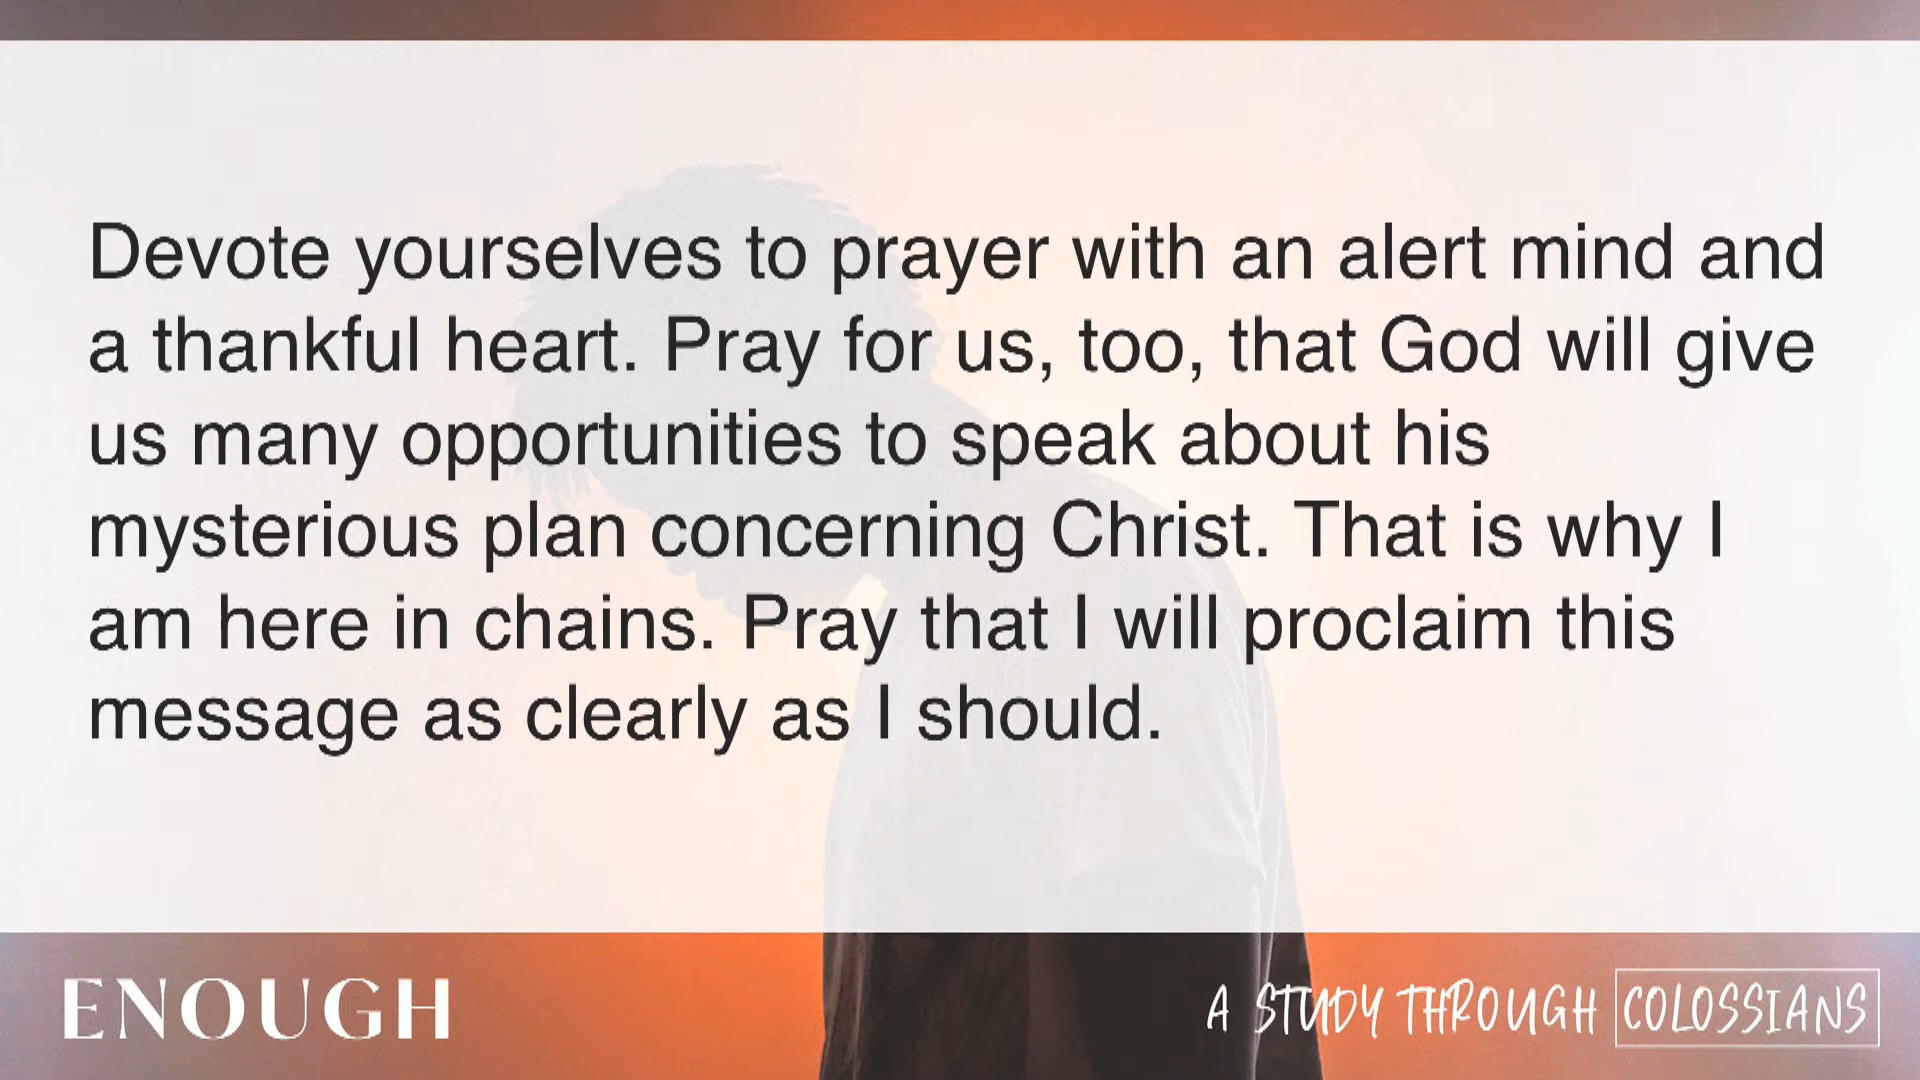 Devote yourselves to prayer with an alert mind and
a thankful heart. Pray for us, too, that God will give
us many opportunities to speak about his
mysterious plan concerning Christ. That is why I
am here in chains. Pray that I will proclaim this
message as clearly as I should.
ENOUGH
A STUDY THROUGH COLOSSIANS